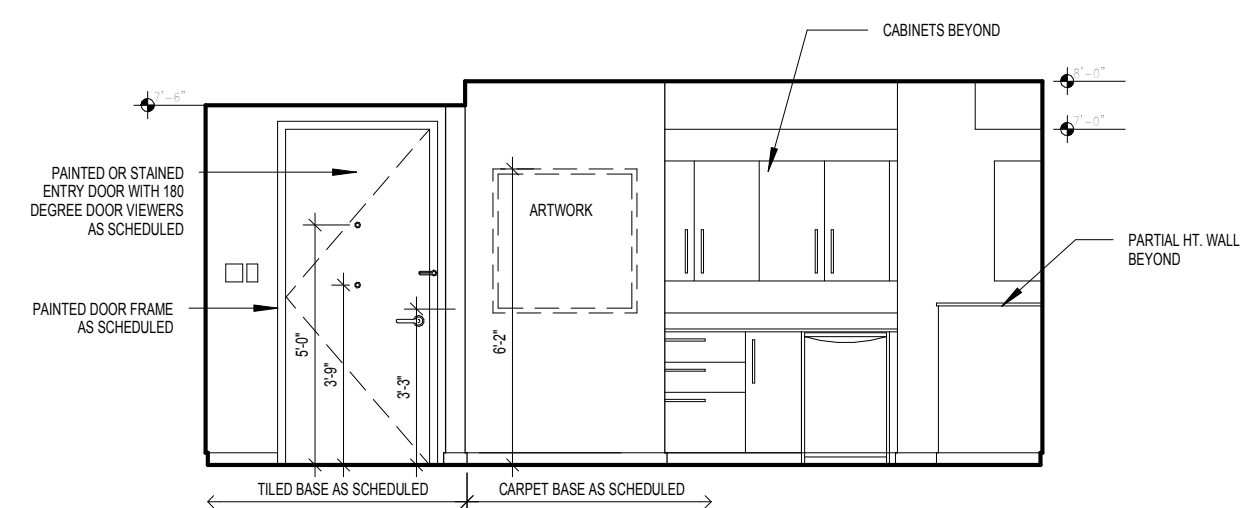 CABINETS BEYOND
8'-0"
7'-6"
7'-0"
PAINTED OR STAINED
ENTRY DOOR WITH 180
DEGREE DOOR VIEWERS
AS SCHEDULED
ARTWORK
PARTIAL HT. WALL
BEYOND
PAINTED DOOR FRAME
AS SCHEDULED
5'-0"
3'-9"
3'-3"
6'-2"
TILED BASE AS SCHEDULED
CARPET BASE AS SCHEDULED